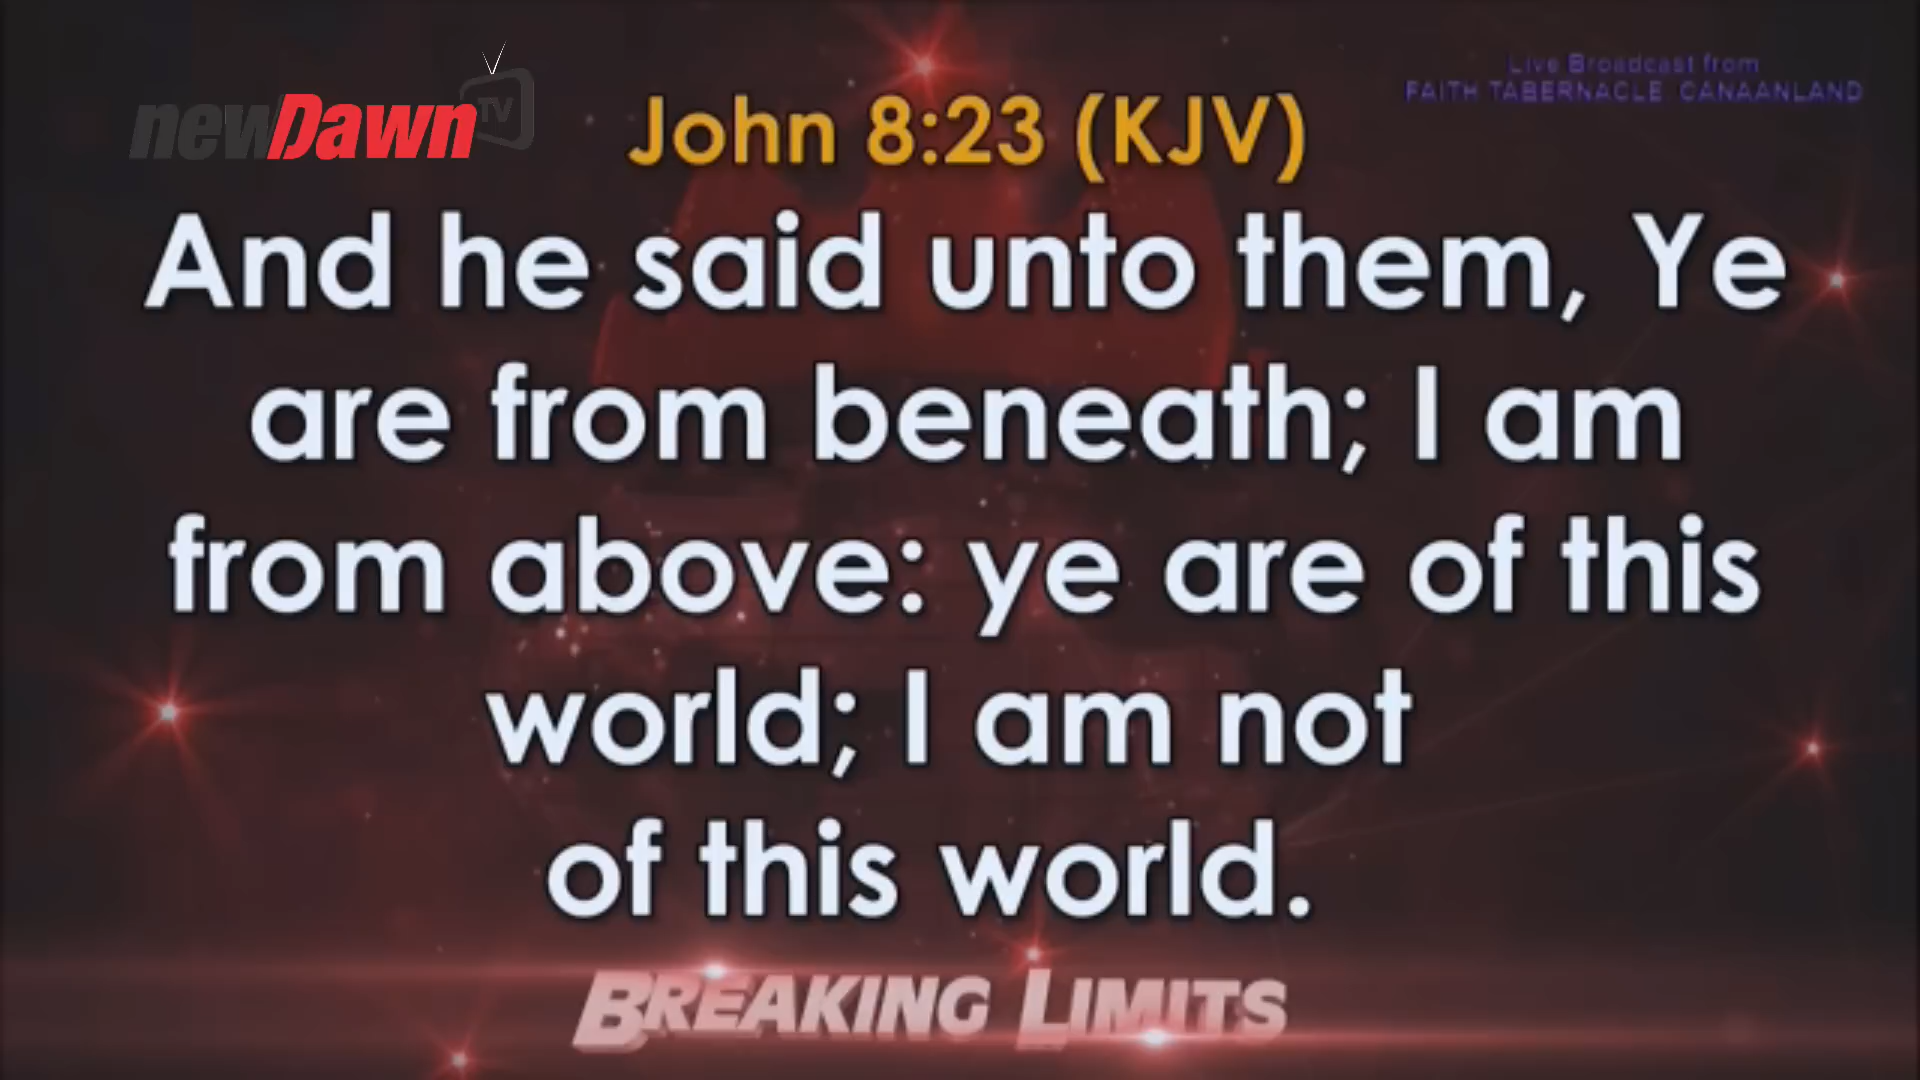 newDawn TV
Live Broadcast from
FAITH TABERNACLE CANAANLAND
John 8:23 (KJV)
And he said unto them, Ye
are from beneath; I am
from above: ye are of this
world; I am not
of this world.
BREAKING LIMITS